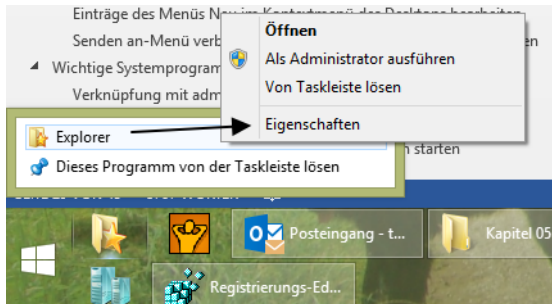 Einträge des Menüs Neu im Kontextmenü des Desktops bearbeiten
Öffnen
Senden an-Menü verb
en
Als Administrator ausführen
Wichtige Systemprogram
Von Taskleiste lösen
Verknüpfung mit adm
Eigenschaften
Explorer
n starten
Dieses Programm von der Taskleiste lösen
Posteingang - t...
Kapitel 05
Registrierungs-Ed...